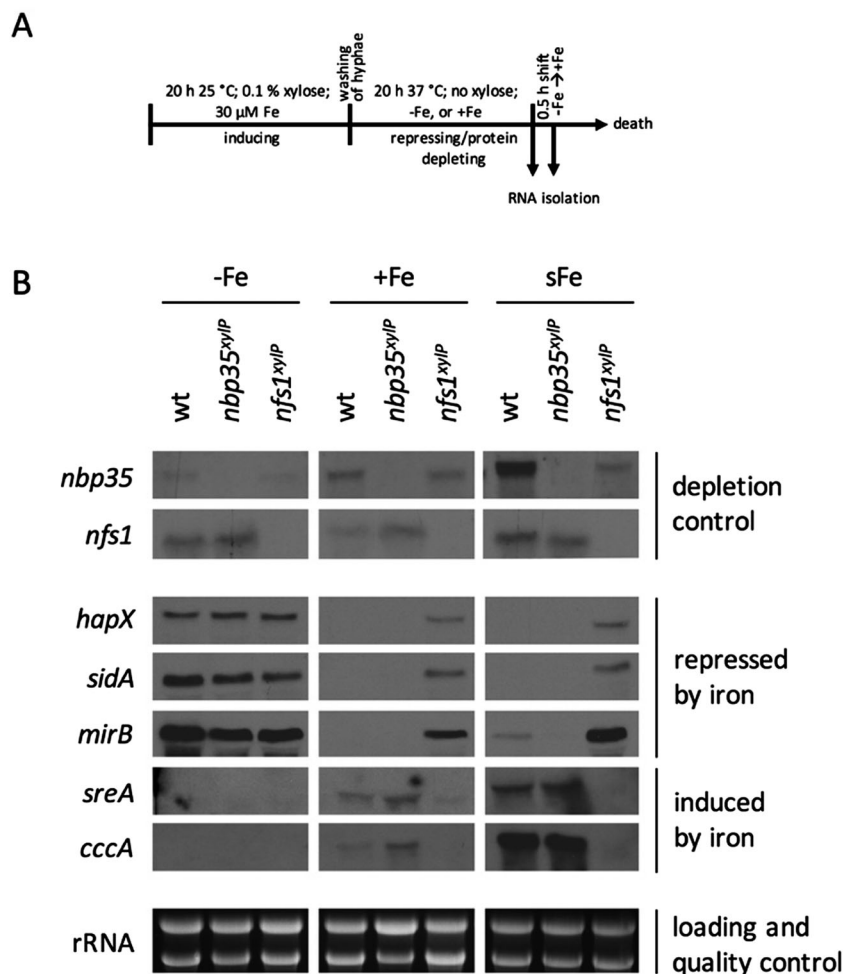 A
20 h 25 °C; 0.1 % xylose;
30 µM Fe
inducing
washing
of hyphae
20 h 37 °C; no xylose;
-Fe, or +Fe
repressing/protein
depleting
0.5 h shift
-Fe → +Fe
death
RNA isolation
B
-Fe
+Fe
sFe
wt
nbp35xylP
nfs1xylP
wt
nbp35xylP
nfs1xylP
wt
nbp35xylP
nfs1xylP
nbp35
nfs1
depletion
control
hapX
sidA
mirB
repressed
by iron
sreA
cccA
induced
by iron
rRNA
loading and
quality control